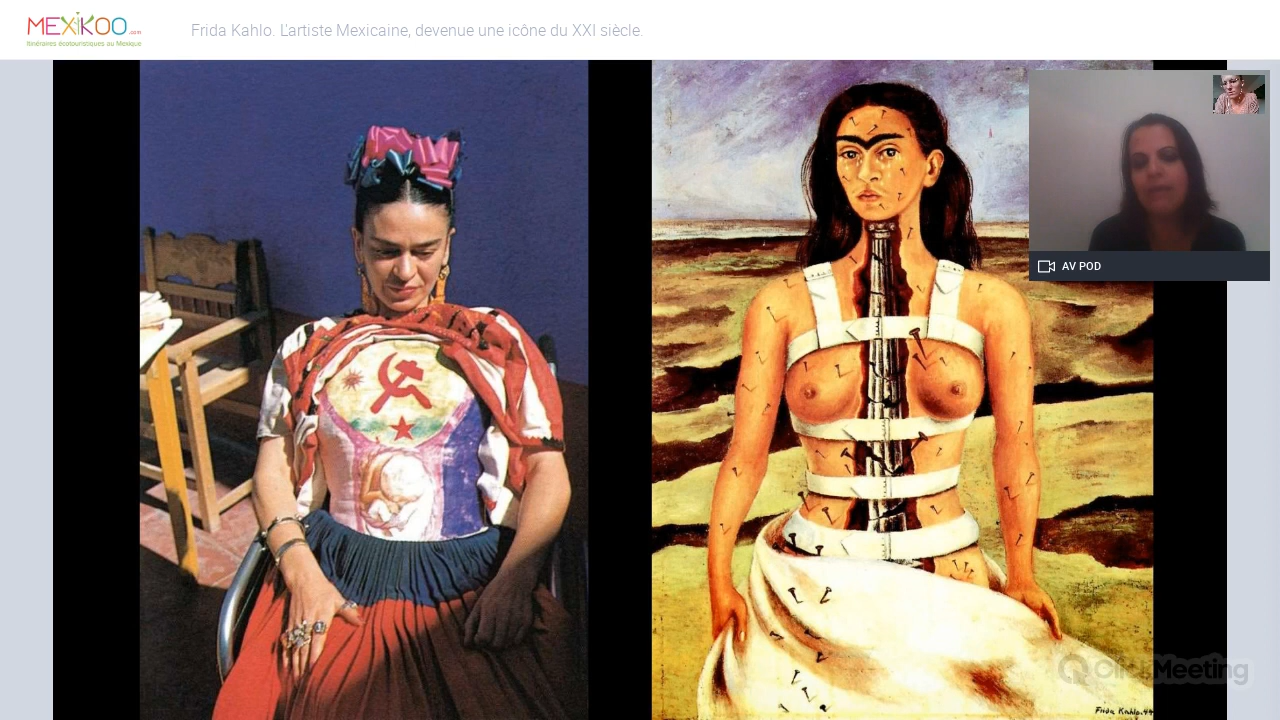 MEXIKOO.com
Itinéraires écotouristiques au Mexique
Frida Kahlo. L'artiste Mexicaine, devenue une icône du XXI siècle.
AV POD
ClickMeeting
Frida Kahlo.44